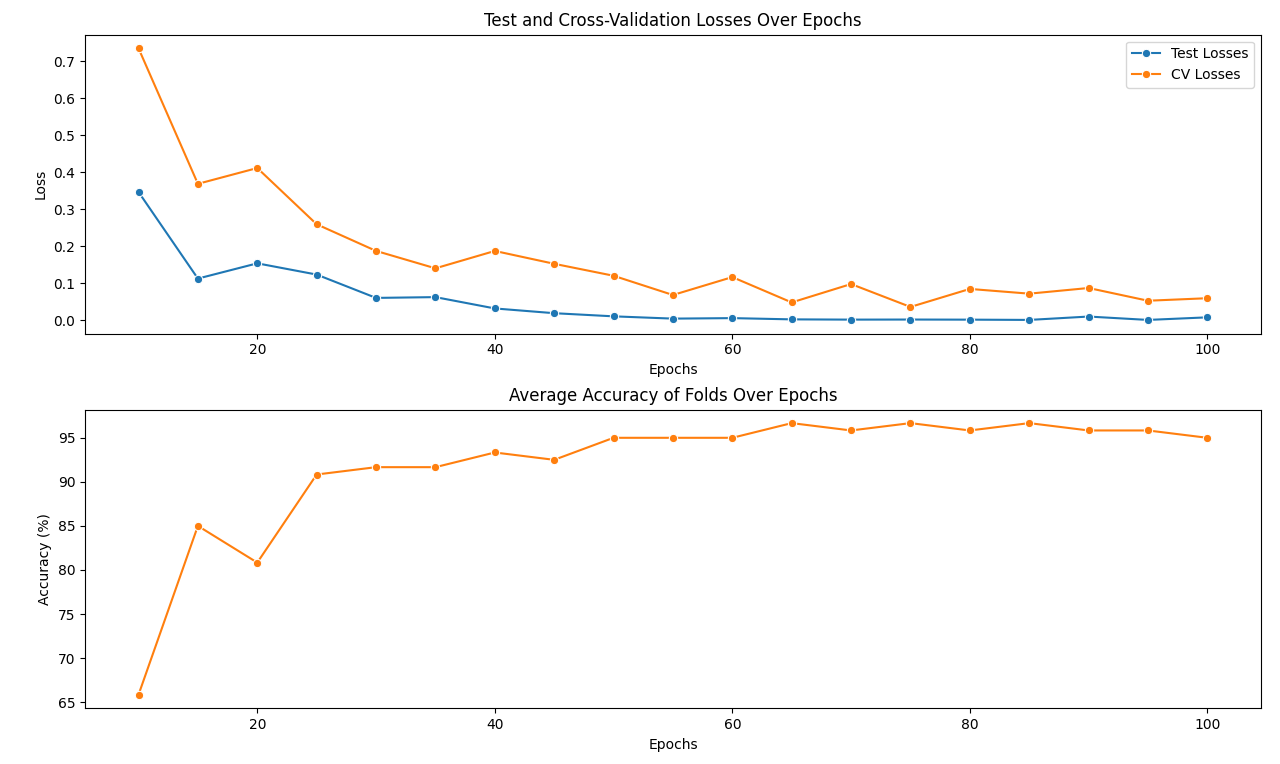 Test and Cross-Validation Losses Over Epochs
Test Losses
CV Losses
Loss
0.7
0.6
0.5
0.4
0.3
0.2
0.1
0.0
20 40 60 80 100
Epochs
Average Accuracy of Folds Over Epochs
Accuracy (%)
95
90
85
80
75
70
65
20 40 60 80 100
Epochs